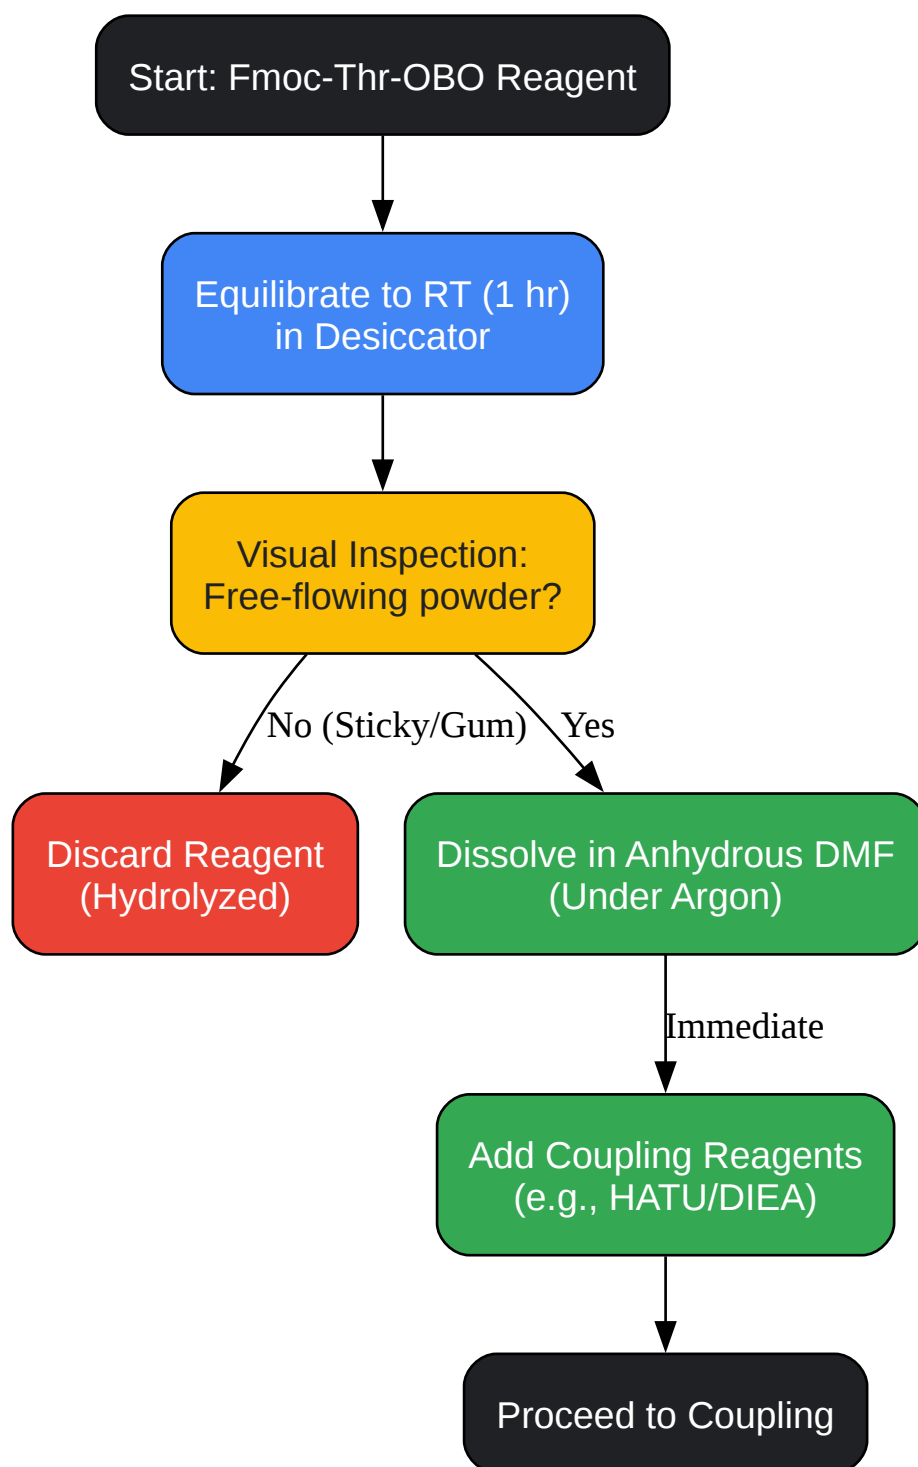 Start: Fmoc-Thr-OBO Reagent
Equilibrate to RT (1 hr)
in Desiccator
Visual Inspection:
Free-flowing powder?
No (Sticky/Gum)
Yes
Discard Reagent
(Hydrolyzed)
Dissolve in Anhydrous DMF
(Under Argon)
Immediate
Add Coupling Reagents
(e.g., HATU/DIEA)
Proceed to Coupling